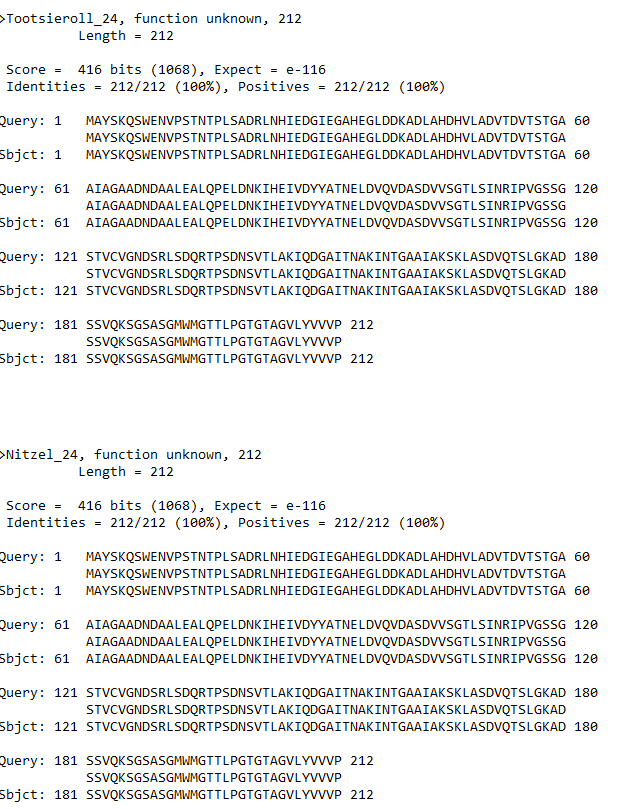 >Tootsieroll_24, function unknown, 212
Length = 212
Score = 416 bits (1068), Expect = e-116
Identities = 212/212 (100%), Positives = 212/212 (100%)
Query: 1 MAYSKQSWENVPSTNTPLSADRLNHIEDGIEGAHEGLDDKADLAHDHVLADVTDVTSTGA 60
MAYSKQSWENVPSTNTPLSADRLNHIEDGIEGAHEGLDDKADLAHDHVLADVTDVTSTGA
Sbjct: 1 MAYSKQSWENVPSTNTPLSADRLNHIEDGIEGAHEGLDDKADLAHDHVLADVTDVTSTGA 60
Query: 61 AIAGAADNDAALEALQPELDNKIHEIVDYYATNELDVQVDASDVVSGTLSINRIPVGSSG 120
AIAGAADNDAALEALQPELDNKIHEIVDYYATNELDVQVDASDVVSGTLSINRIPVGSSG
Sbjct: 61 AIAGAADNDAALEALQPELDNKIHEIVDYYATNELDVQVDASDVVSGTLSINRIPVGSSG 120
Query: 121 STVCVGNDSRLSDQRTPSDNSVTLAKIQDGAITNAKINTGAAIAKSKLASDVQTSLGKAD 180
STVCVGNDSRLSDQRTPSDNSVTLAKIQDGAITNAKINTGAAIAKSKLASDVQTSLGKAD
Sbjct: 121 STVCVGNDSRLSDQRTPSDNSVTLAKIQDGAITNAKINTGAAIAKSKLASDVQTSLGKAD 180
Query: 181 SSVQKSGSASGMWMGTTLPGTGTAGVLYVVVP 212
SSVQKSGSASGMWMGTTLPGTGTAGVLYVVVP
Sbjct: 181 SSVQKSGSASGMWMGTTLPGTGTAGVLYVVVP 212
>Nitzel_24, function unknown, 212
Length = 212
Score = 416 bits (1068), Expect = e-116
Identities = 212/212 (100%), Positives = 212/212 (100%)
Query: 1 MAYSKQSWENVPSTNTPLSADRLNHIEDGIEGAHEGLDDKADLAHDHVLADVTDVTSTGA 60
MAYSKQSWENVPSTNTPLSADRLNHIEDGIEGAHEGLDDKADLAHDHVLADVTDVTSTGA
Sbjct: 1 MAYSKQSWENVPSTNTPLSADRLNHIEDGIEGAHEGLDDKADLAHDHVLADVTDVTSTGA 60
Query: 61 AIAGAADNDAALEALQPELDNKIHEIVDYYATNELDVQVDASDVVSGTLSINRIPVGSSG 120
AIAGAADNDAALEALQPELDNKIHEIVDYYATNELDVQVDASDVVSGTLSINRIPVGSSG
Sbjct: 61 AIAGAADNDAALEALQPELDNKIHEIVDYYATNELDVQVDASDVVSGTLSINRIPVGSSG 120
Query: 121 STVCVGNDSRLSDQRTPSDNSVTLAKIQDGAITNAKINTGAAIAKSKLASDVQTSLGKAD 180
STVCVGNDSRLSDQRTPSDNSVTLAKIQDGAITNAKINTGAAIAKSKLASDVQTSLGKAD
Sbjct: 121 STVCVGNDSRLSDQRTPSDNSVTLAKIQDGAITNAKINTGAAIAKSKLASDVQTSLGKAD 180
Query: 181 SSVQKSGSASGMWMGTTLPGTGTAGVLYVVVP 212
SSVQKSGSASGMWMGTTLPGTGTAGVLYVVVP
Sbjct: 181 SSVQKSGSASGMWMGTTLPGTGTAGVLYVVVP 212